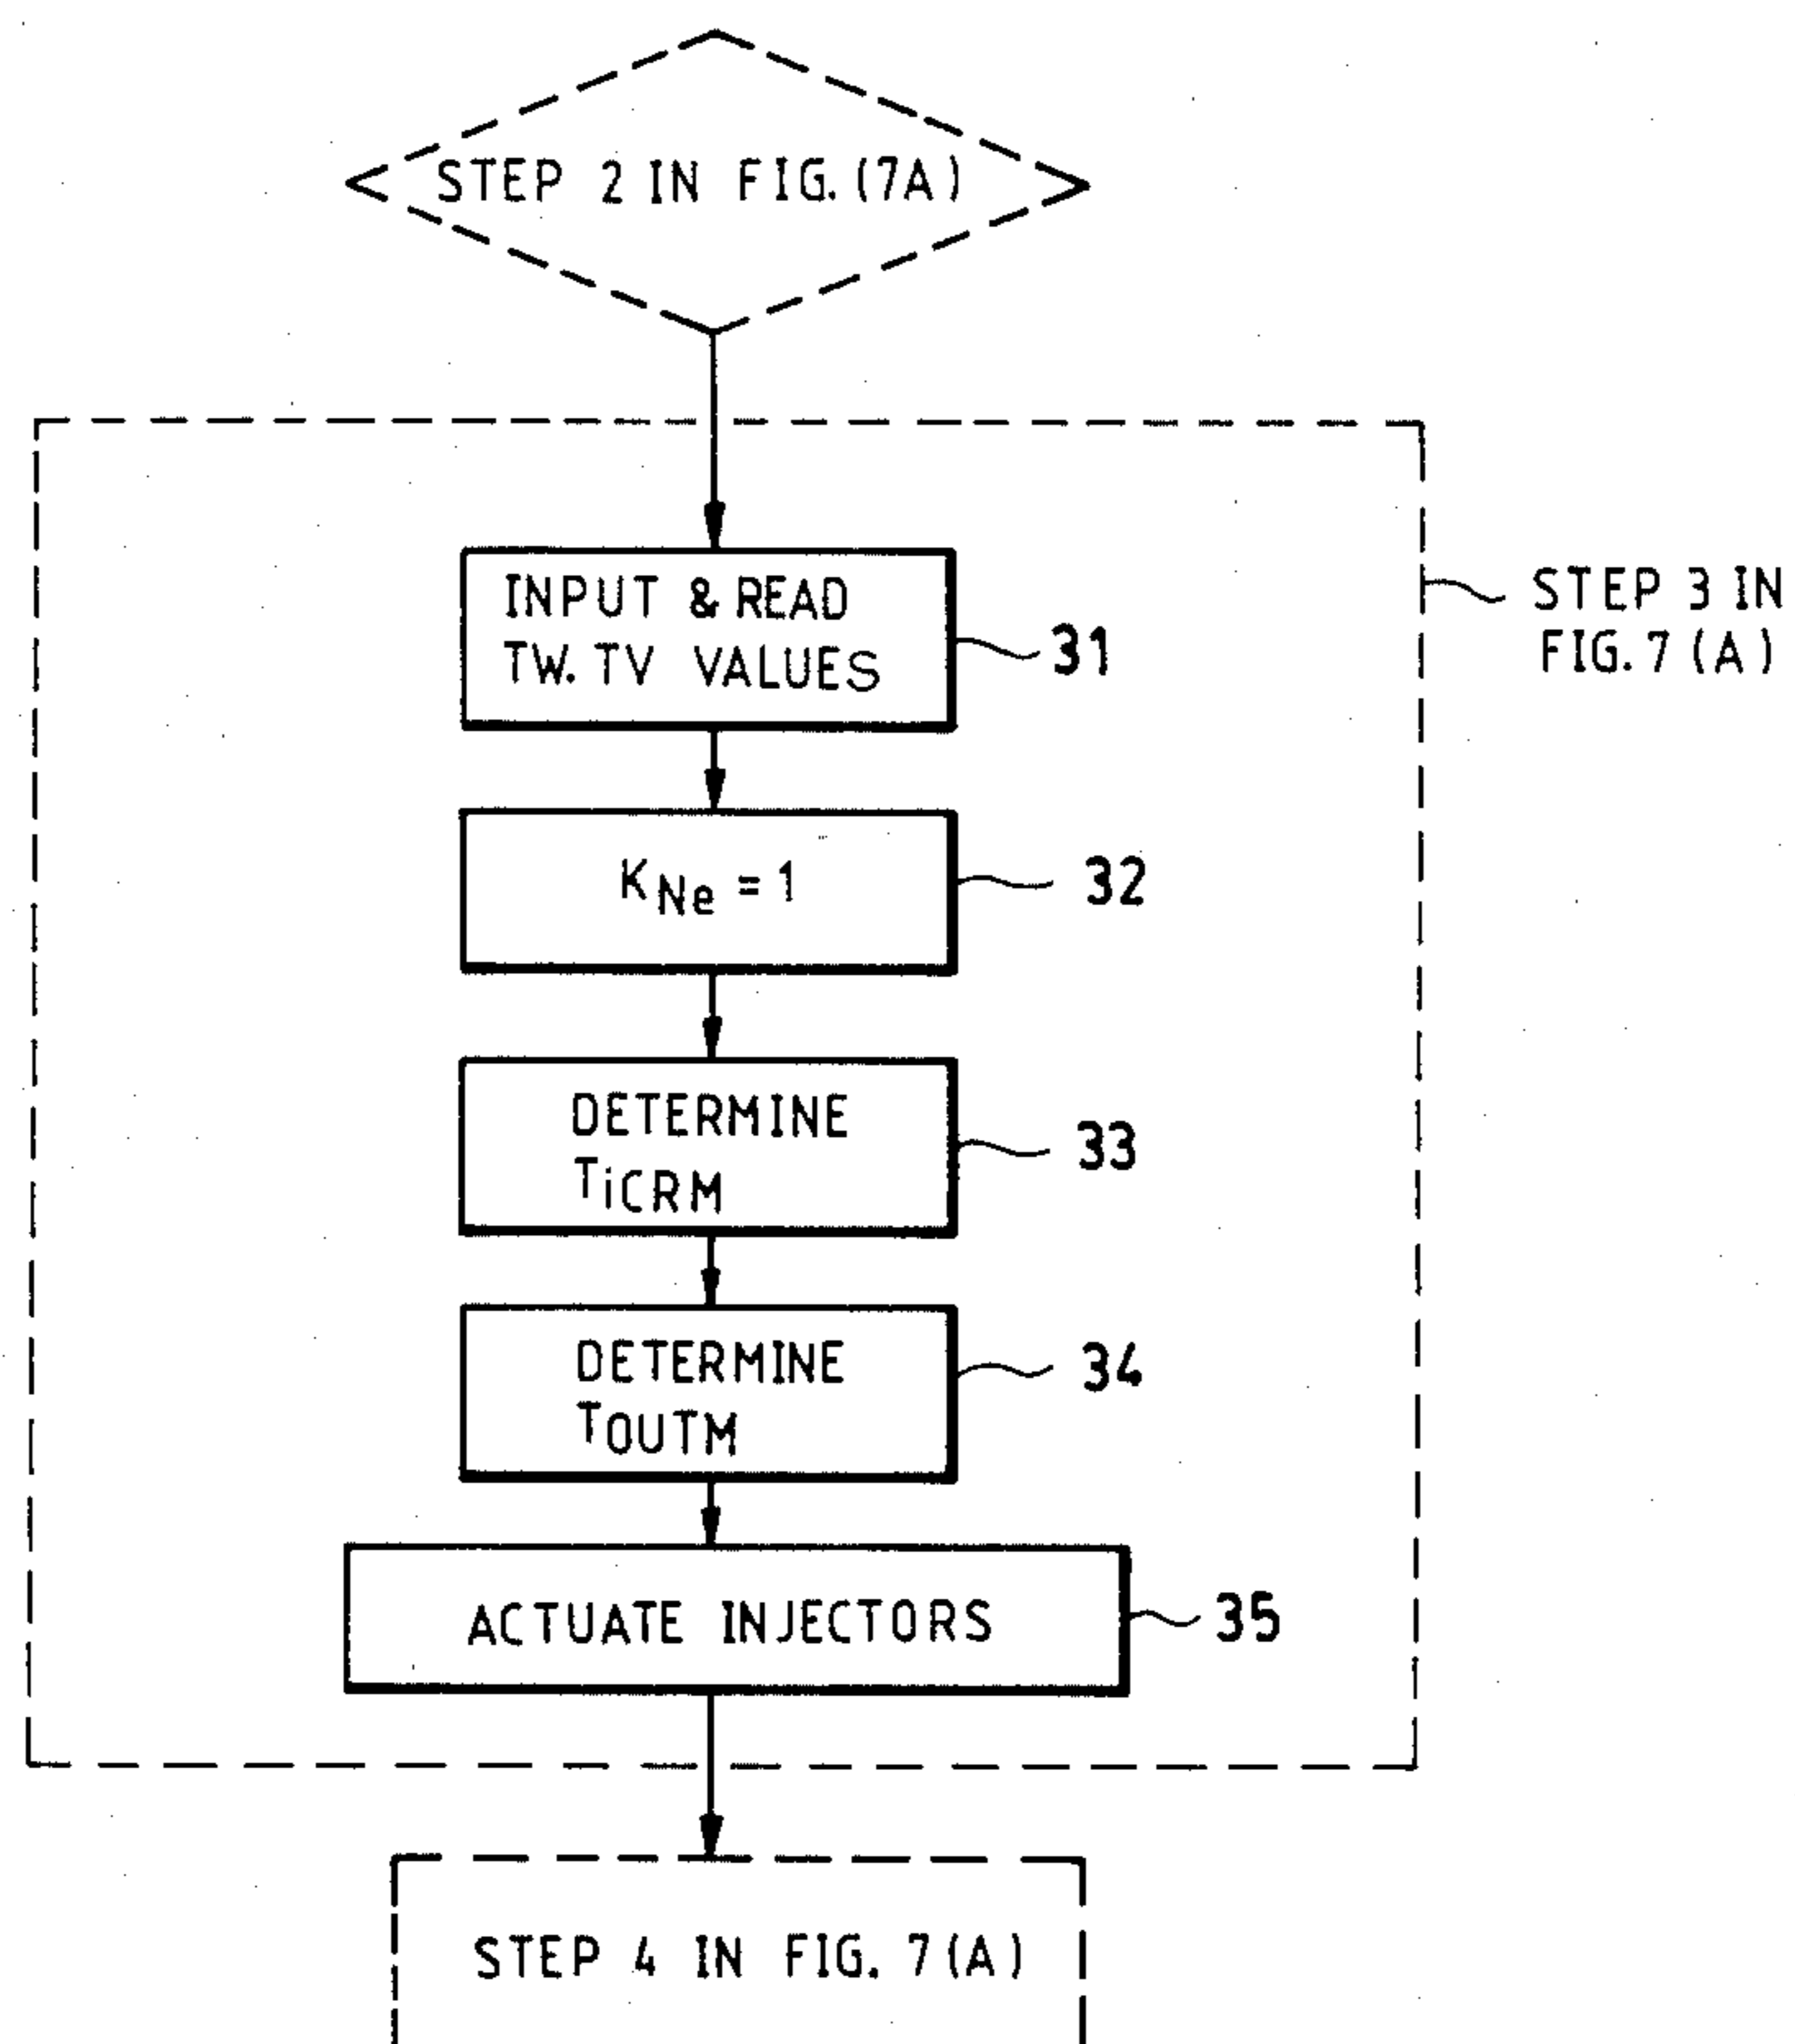 STEP 2 IN FIG. (7A)
INPUT & READ
TW. TV VALUES
31
STEP 3 IN
FIG. 7 (A)
KNe = 1
32
DETERMINE
TiCRM
33
DETERMINE
TOUTM
34
ACTUATE INJECTORS
35
STEP 4 IN FIG. 7 (A)